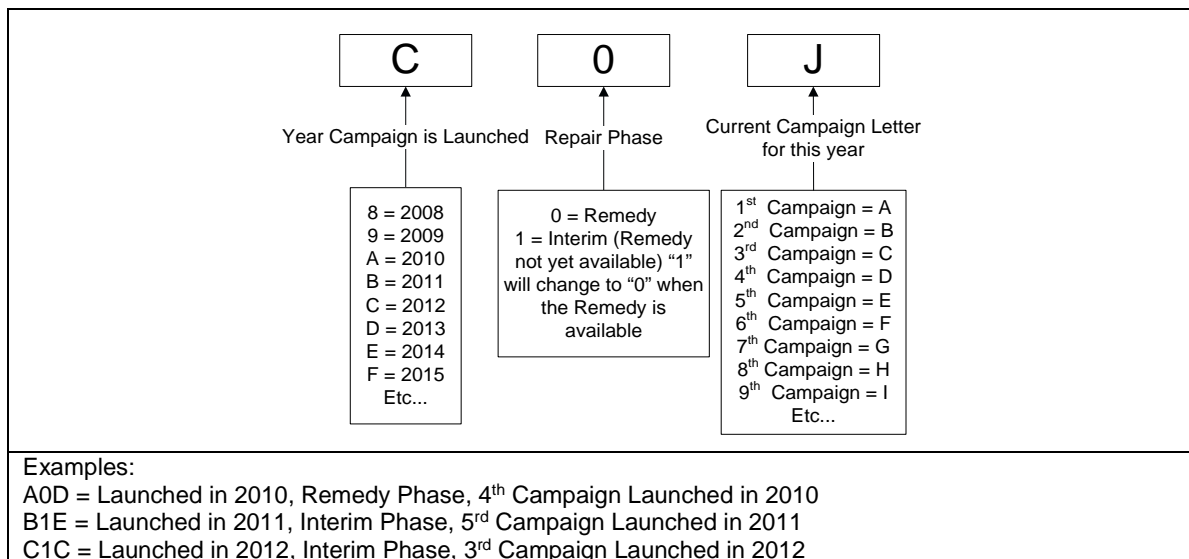 C 0 J
Year Campaign is Launched
Repair Phase
Current Campaign Letter
for this year
8 = 2008
9 = 2009
A = 2010
B = 2011
C = 2012
D = 2013
E = 2014
F = 2015
Etc...
0 = Remedy
1 = Interim (Remedy
not yet available) “1”
will change to “0” when
the Remedy is
available
1st Campaign = A
2nd Campaign = B
3rd Campaign = C
4th Campaign = D
5th Campaign = E
6th Campaign = F
7th Campaign = G
8th Campaign = H
9th Campaign = I
Etc...
Examples:
A0D = Launched in 2010, Remedy Phase, 4th Campaign Launched in 2010
B1E = Launched in 2011, Interim Phase, 5rd Campaign Launched in 2011
C1C = Launched in 2012, Interim Phase, 3rd Campaign Launched in 2012